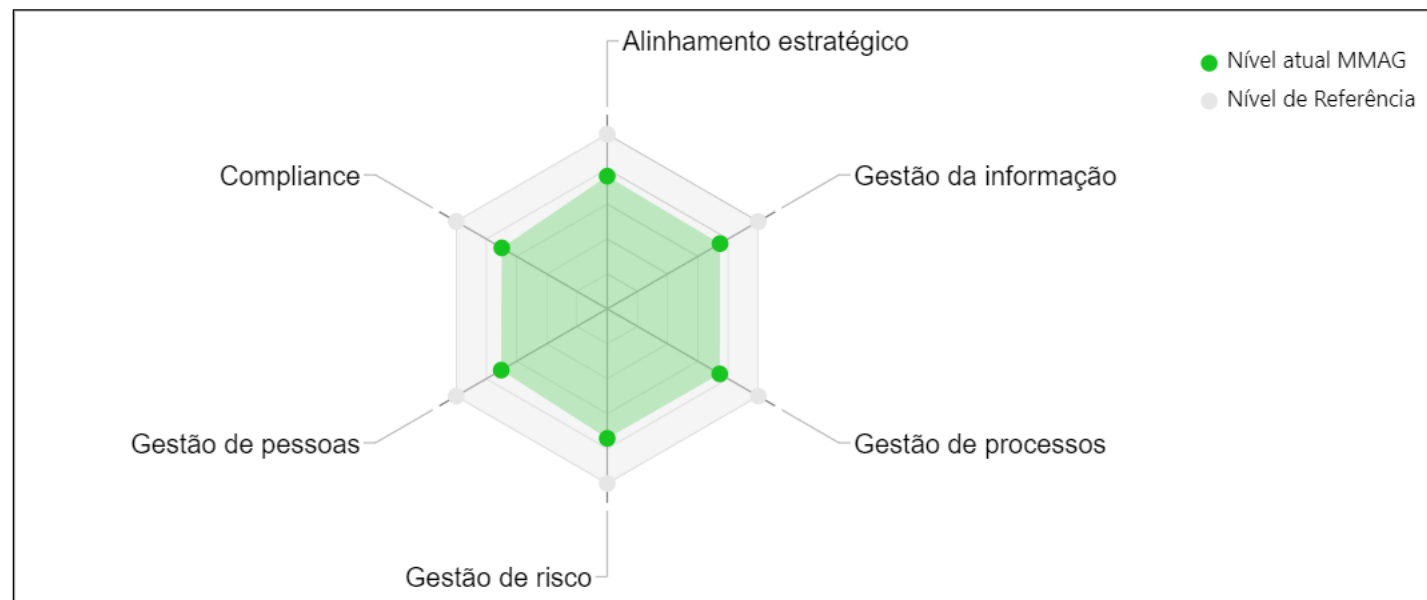 Alinhamento estratégico
Nível atual MMAG
Nível de Referência
Compliance
Gestão da informação
Gestão de pessoas
Gestão de processos
Gestão de risco